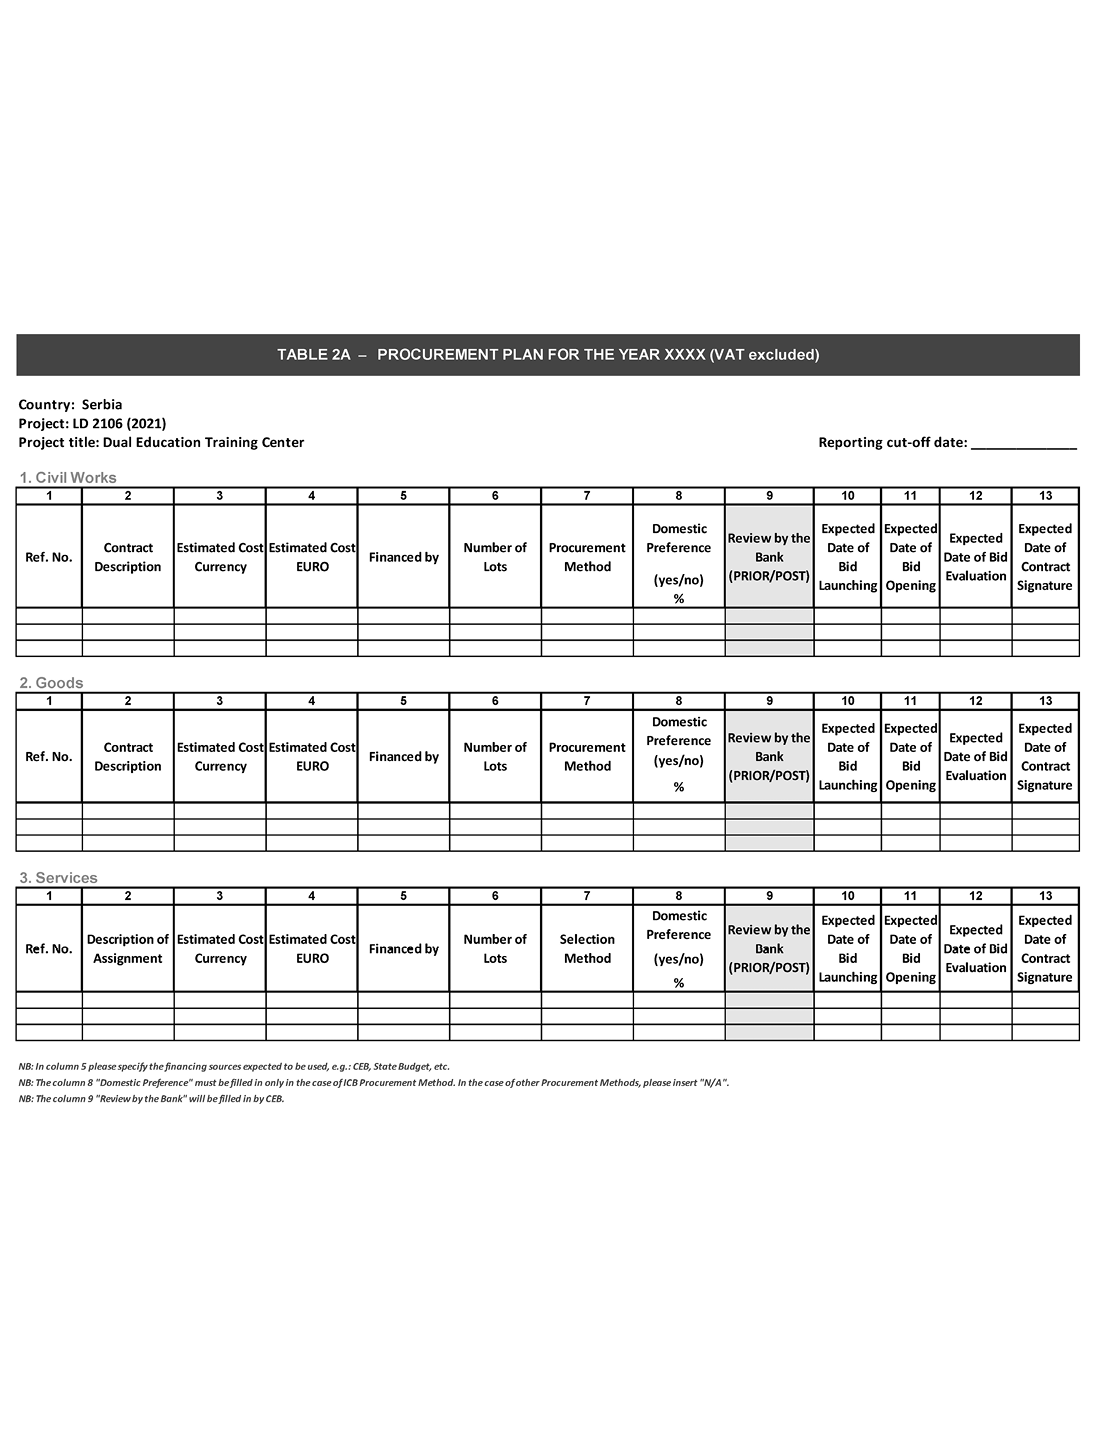 TABLE 2A – PROCUREMENT PLAN FOR THE YEAR XXXX (VAT excluded)
Country: Serbia
Project: LD 2106 (2021)
Project title: Dual Education Training Center
Reporting cut-off date: ______________
1. Civil Works
1 2 3 4 5 6 7 8 9 10 11 12 13
Ref. No.
Contract
Description
Estimated Cost
Currency
Estimated Cost
EURO
Financed by
Number of
Lots
Procurement
Method
Domestic
Preference
(yes/no)
%
Review by the
Bank
(PRIOR/POST)
Expected
Date of
Bid
Launching
Expected
Date of
Bid
Opening
Expected
Date of Bid
Evaluation
Expected
Date of
Contract
Signature
2. Goods
1 2 3 4 5 6 7 8 9 10 11 12 13
Ref. No.
Contract
Description
Estimated Cost
Currency
Estimated Cost
EURO
Financed by
Number of
Lots
Procurement
Method
Domestic
Preference
(yes/no)
%
Review by the
Bank
(PRIOR/POST)
Expected
Date of
Bid
Launching
Expected
Date of
Bid
Opening
Expected
Date of Bid
Evaluation
Expected
Date of
Contract
Signature
3. Services
1 2 3 4 5 6 7 8 9 10 11 12 13
Ref. No.
Description of
Assignment
Estimated Cost
Currency
Estimated Cost
EURO
Financed by
Number of
Lots
Selection
Method
Domestic
Preference
(yes/no)
%
Review by the
Bank
(PRIOR/POST)
Expected
Date of
Bid
Launching
Expected
Date of
Bid
Opening
Expected
Date of Bid
Evaluation
Expected
Date of
Contract
Signature
NB: In column 5 please specify the financing sources expected to be used, e.g.: CEB, State Budget, etc.
NB: The column 8 "Domestic Preference" must be filled in only in the case of ICB Procurement Method. In the case of other Procurement Methods, please insert "N/A".
NB: The column 9 "Review by the Bank" will be filled in by CEB.